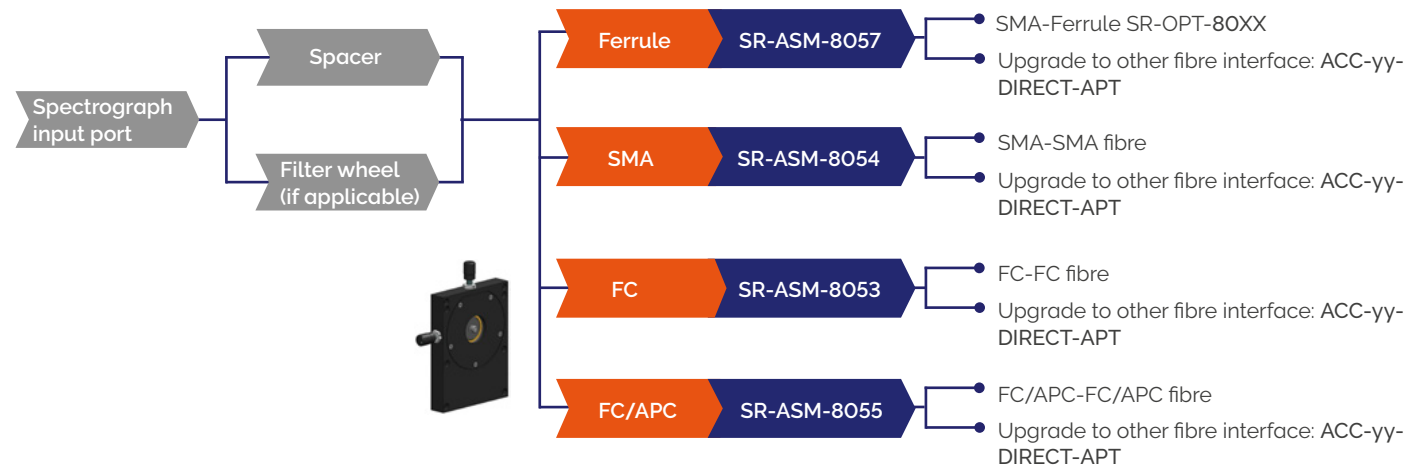 Spectrograph
input port
Spacer
Filter wheel
(if applicable)
Ferrule
SR-ASM-8057
SMA-Ferrule SR-OPT-80XX
Upgrade to other fibre interface: ACC-yy-
DIRECT-APT
SMA
SR-ASM-8054
SMA-SMA fibre
Upgrade to other fibre interface: ACC-yy-
DIRECT-APT
FC
SR-ASM-8053
FC-FC fibre
Upgrade to other fibre interface: ACC-yy-
DIRECT-APT
FC/APC
SR-ASM-8055
FC/APC-FC/APC fibre
Upgrade to other fibre interface: ACC-yy-
DIRECT-APT